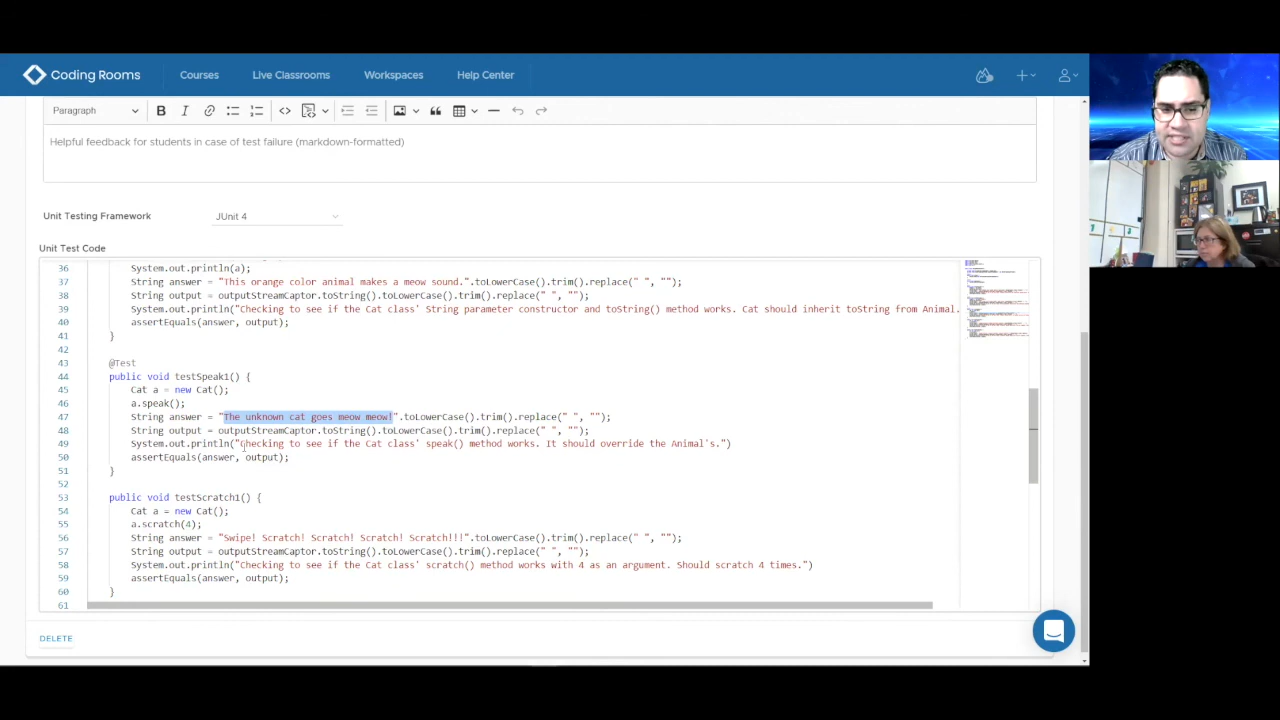 Coding Rooms Courses Live Classrooms Workspaces Help Center
Paragraph
Helpful feedback for students in case of test failure (markdown-formatted)
Unit Testing Framework JUnit 4
Unit Test Code
36 System.out.println(a);
37 String answer = "This orange color animal makes a meow sound.".toLowerCase().trim().replace(" ", "");
38 String output = outputStreamCaptor.toString().toLowerCase().trim().replace(" ", "");
39 System.out.println("Checking to see if the Cat class' String parameter constructor and toString() method works. Cat should inherit toString from Animal.
40 assertEquals(answer, output);
41 }
42
43 @Test
44 public void testSpeak1() {
45 Cat a = new Cat();
46 a.speak();
47 String answer = "The unknown cat goes meow meow!".toLowerCase().trim().replace(" ", "");
48 String output = outputStreamCaptor.toString().toLowerCase().trim().replace(" ", "");
49 System.out.println("Checking to see if the Cat class' speak() method works. It should override the Animal's.")
50 assertEquals(answer, output);
51 }
52
53 public void testScratch1() {
54 Cat a = new Cat();
55 a.scratch(4);
56 String answer = "Swipe! Scratch! Scratch! Scratch! Scratch!!!".toLowerCase().trim().replace(" ", "");
57 String output = outputStreamCaptor.toString().toLowerCase().trim().replace(" ", "");
58 System.out.println("Checking to see if the Cat class' scratch() method works with 4 as an argument. Should scratch 4 times.")
59 assertEquals(answer, output);
60 }
61
DELETE